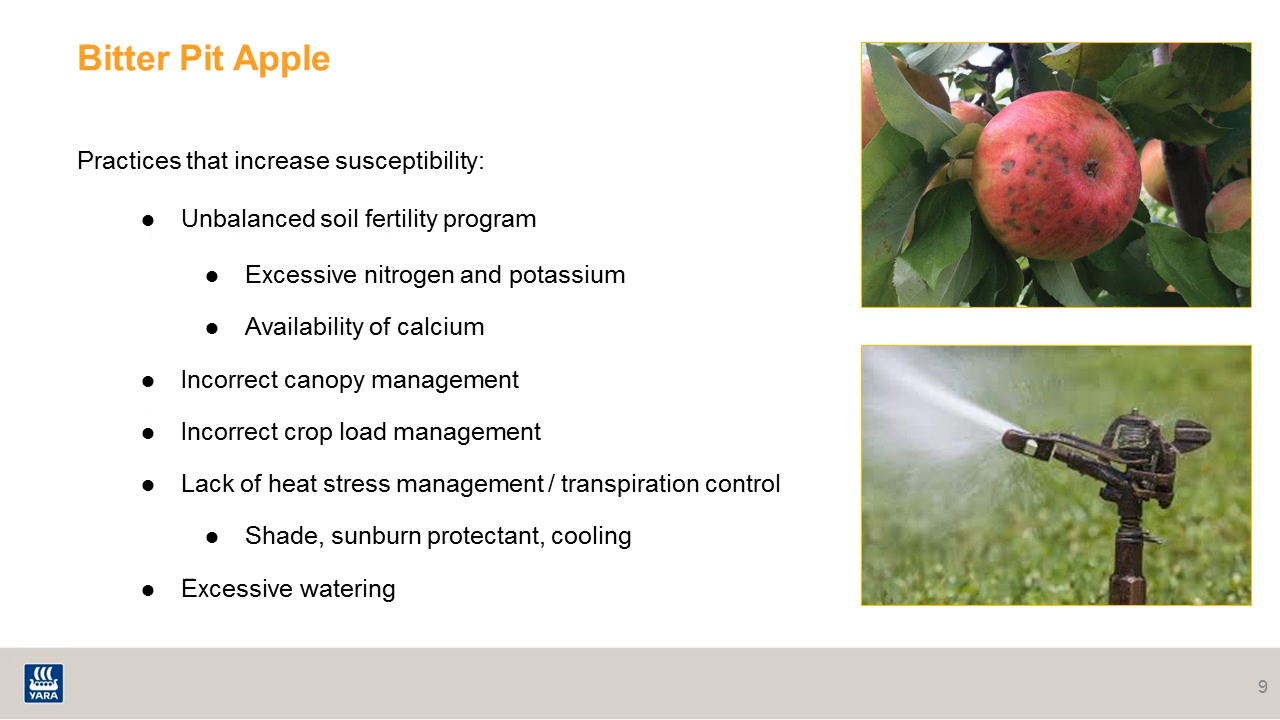 Bitter Pit Apple
Practices that increase susceptibility:
● Unbalanced soil fertility program
● Excessive nitrogen and potassium
● Availability of calcium
● Incorrect canopy management
● Incorrect crop load management
● Lack of heat stress management / transpiration control
● Shade, sunburn protectant, cooling
● Excessive watering
YARA
9